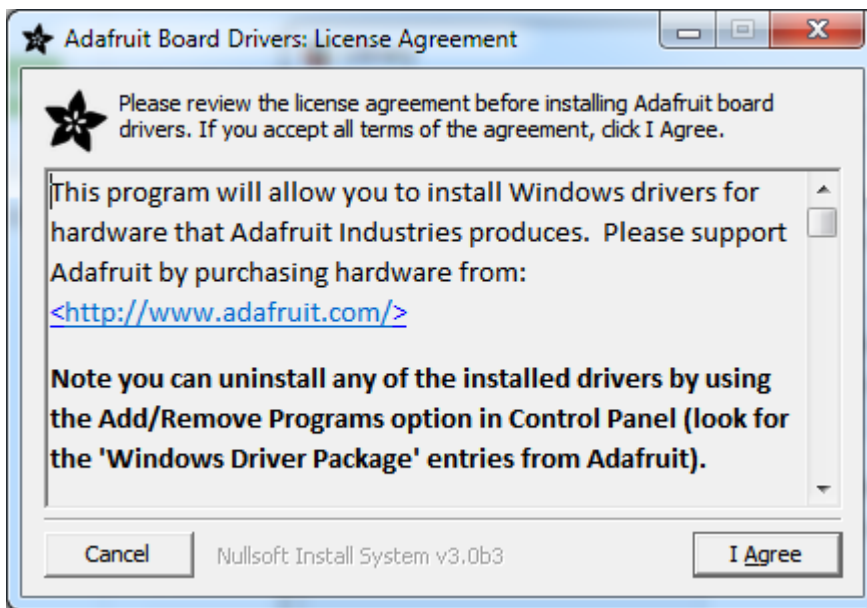 Adafruit Board Drivers: License Agreement
Please review the license agreement before installing Adafruit board
drivers. If you accept all terms of the agreement, click I Agree.
This program will allow you to install Windows drivers for
hardware that Adafruit Industries produces.  Please support
Adafruit by purchasing hardware from:
<http://www.adafruit.com/>
Note you can uninstall any of the installed drivers by using
the Add/Remove Programs option in Control Panel (look for
the 'Windows Driver Package' entries from Adafruit).
Cancel
Nullsoft Install System v3.0b3
I Agree